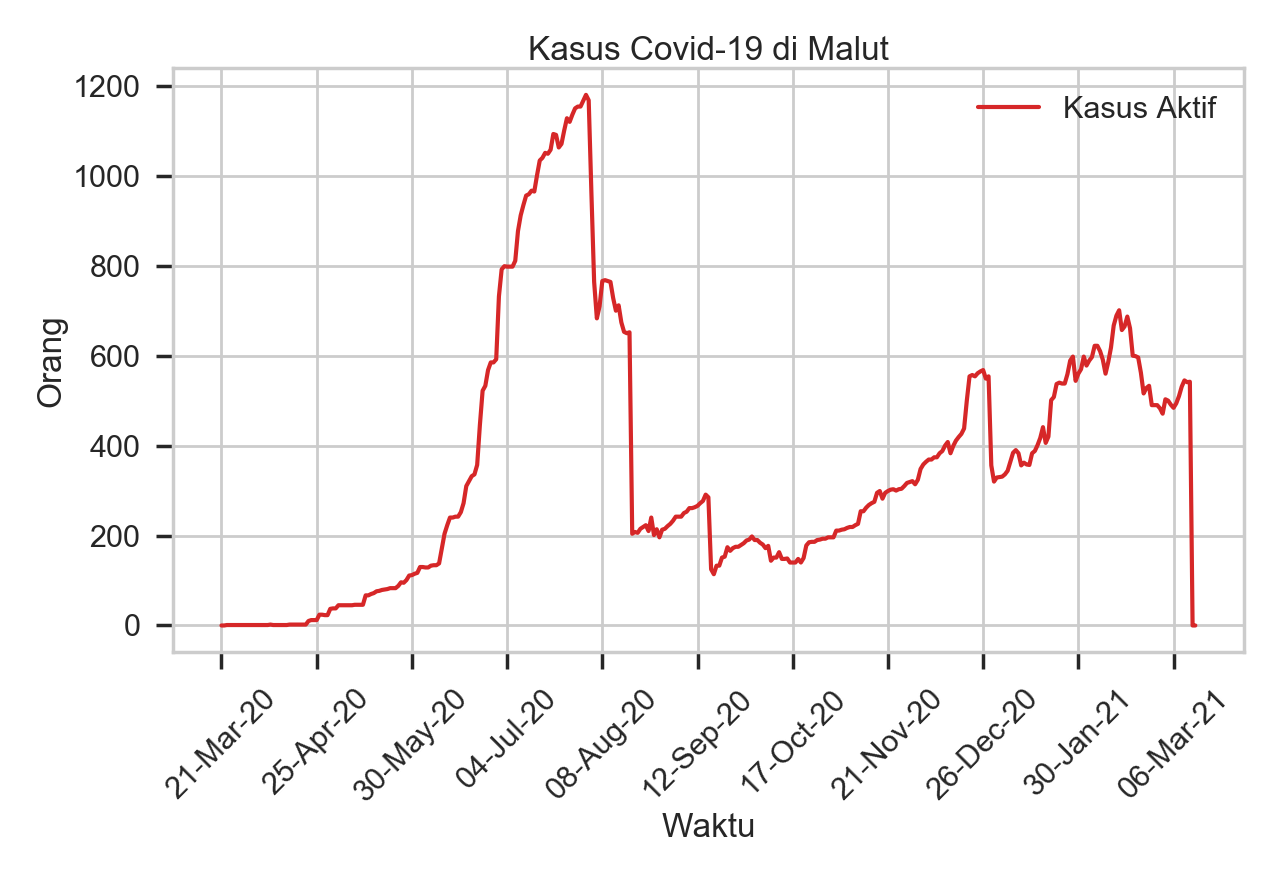 Kasus Covid-19 di Malut
Kasus Aktif
Orang
1200
1000
800
600
400
200
0
21-Mar-20
25-Apr-20
30-May-20
04-Jul-20
08-Aug-20
12-Sep-20
17-Oct-20
21-Nov-20
26-Dec-20
30-Jan-21
06-Mar-21
Waktu